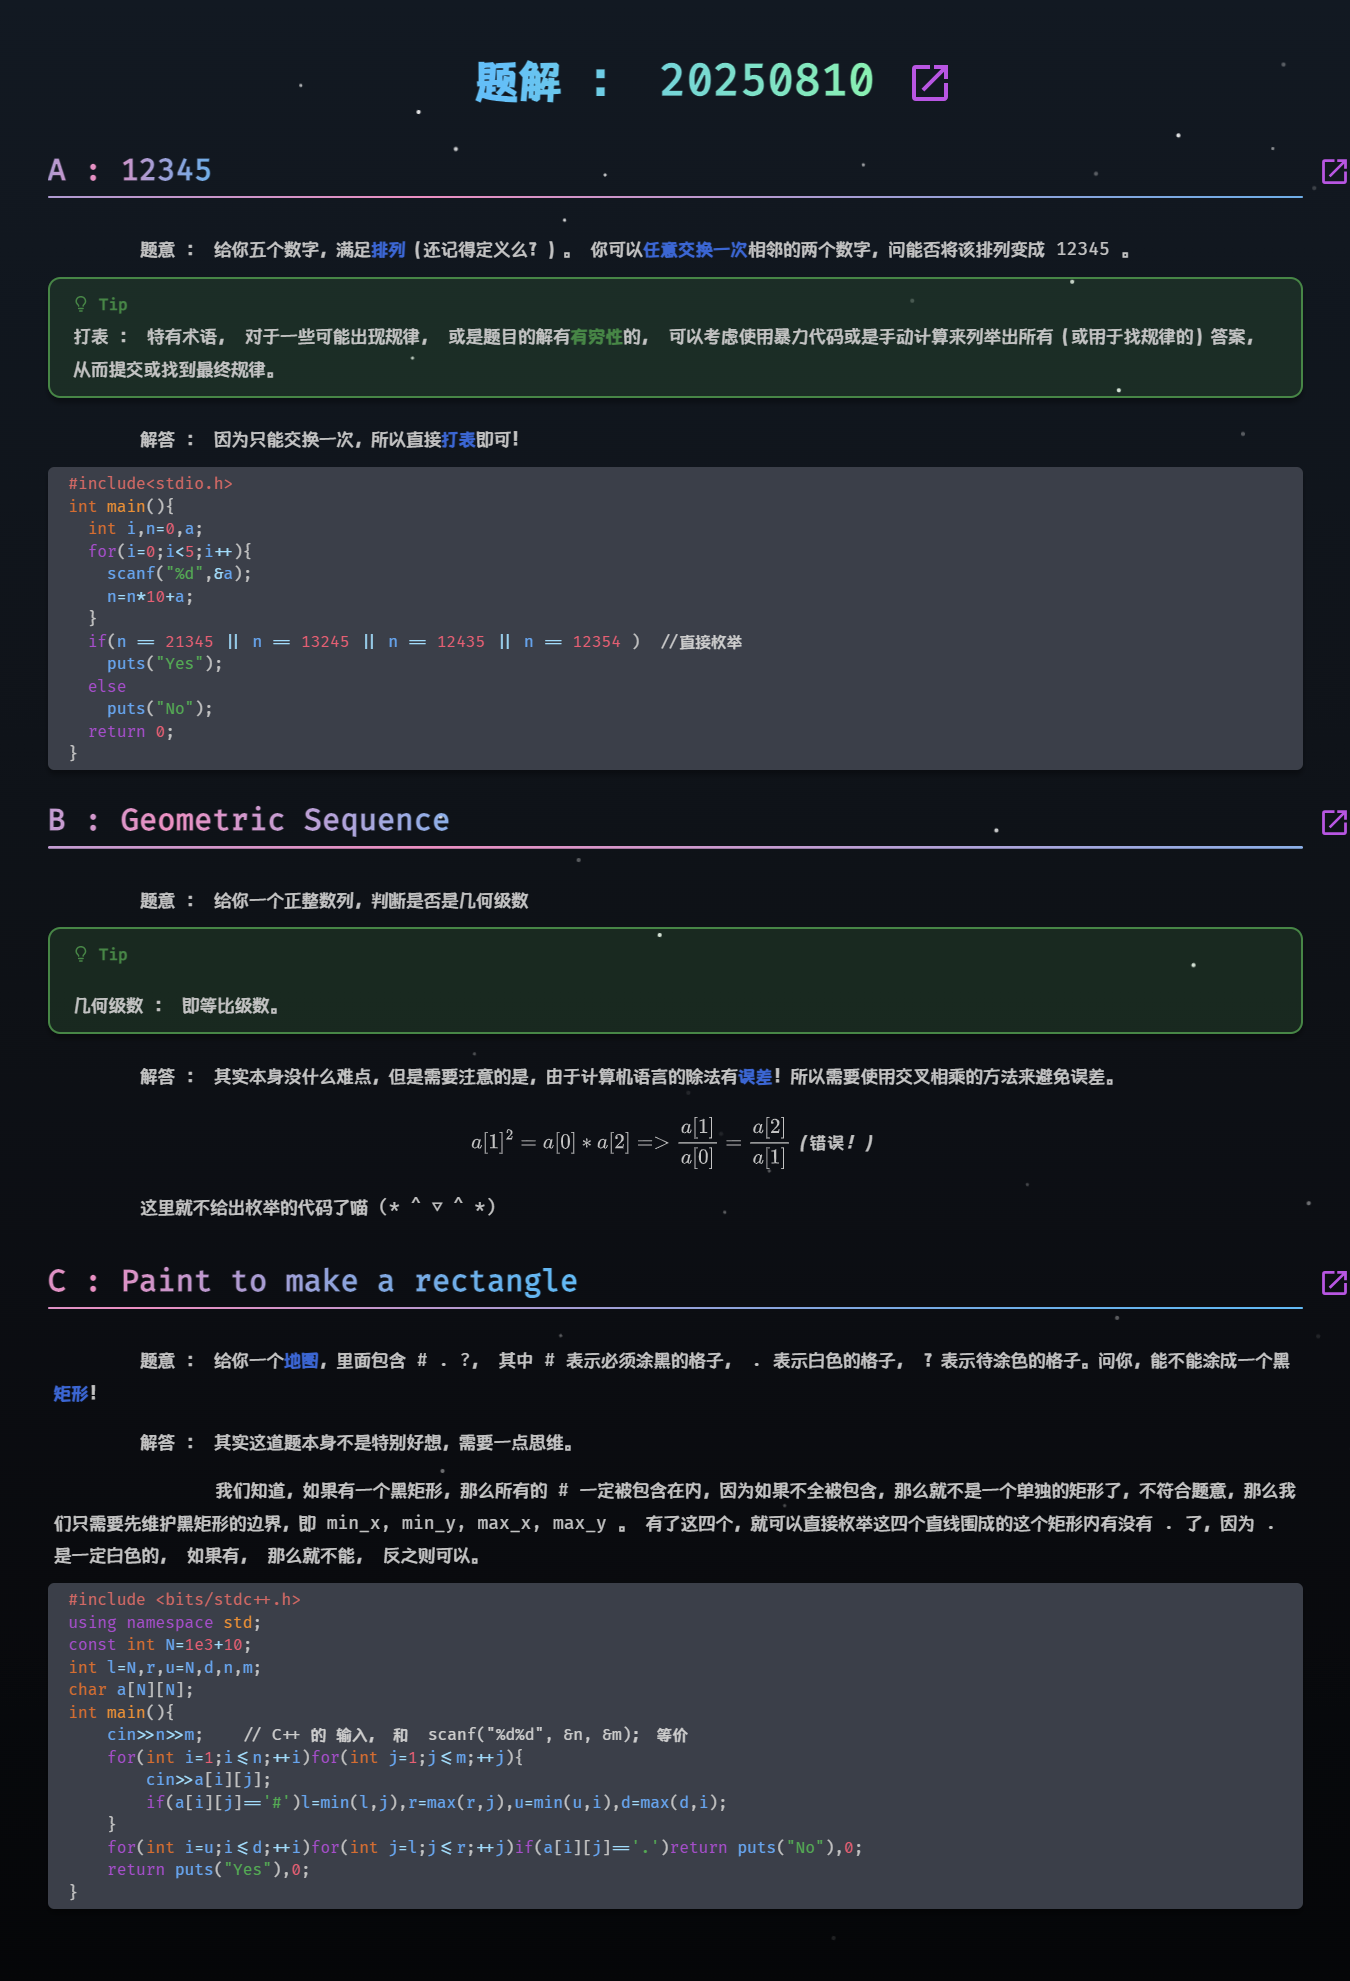 题解 : 20250810
A : 12345
题意 : 给你五个数字, 满足排列 (还记得定义么? ) 。 你可以任意交换一次相邻的两个数字, 问能否将该排列变成 12345 。
Tip
打表 : 特有术语, 对于一些可能出现规律, 或是题目的解有有穷性的, 可以考虑使用暴力代码或是手动计算来列举出所有 (或用于找规律的) 答案,
从而提交或找到最终规律。
解答 : 因为只能交换一次, 所以直接打表即可!
#include<stdio.h>
int main(){
  int i,n=0,a;
  for(i=0;i<5;i++){
    scanf("%d",&a);
    n=n*10+a;
  }
  if(n == 21345 || n == 13245 || n == 12435 || n == 12354 )  //直接枚举
    puts("Yes");
  else
    puts("No");
  return 0;
}
B : Geometric Sequence
题意 : 给你一个正整数列, 判断是否是几何级数
Tip
几何级数 : 即等比级数。
解答 : 其实本身没什么难点, 但是需要注意的是, 由于计算机语言的除法有误差! 所以需要使用交叉相乘的方法来避免误差。
a[1]² = a[0] * a[2] => a[1]/a[0] = a[2]/a[1] (错误! )
这里就不给出枚举的代码了喵 (* ^ ▽ ^ *)
C : Paint to make a rectangle
题意 : 给你一个地图, 里面包含 # . ?, 其中 # 表示必须涂黑的格子, . 表示白色的格子, ? 表示待涂色的格子。问你, 能不能涂成一个黑
矩形!
解答 : 其实这道题本身不是特别好想, 需要一点思维。
我们知道, 如果有一个黑矩形, 那么所有的 # 一定被包含在内, 因为如果不全被包含, 那么就不是一个单独的矩形了, 不符合题意, 那么我
们只需要先维护黑矩形的边界, 即 min_x, min_y, max_x, max_y 。 有了这四个, 就可以直接枚举这四个直线围成的这个矩形内有没有 . 了, 因为 .
是一定白色的, 如果有, 那么就不能, 反之则可以。
#include <bits/stdc++.h>
using namespace std;
const int N=1e3+10;
int l=N,r,u=N,d,n,m;
char a[N][N];
int main(){
    cin>>n>>m;    // C++ 的 输入, 和  scanf("%d%d", &n, &m);  等价
    for(int i=1;i<=n;++i)for(int j=1;j<=m;++j){
        cin>>a[i][j];
        if(a[i][j]=='#')l=min(l,j),r=max(r,j),u=min(u,i),d=max(d,i);
    }
    for(int i=u;i<=d;++i)for(int j=l;j<=r;++j)if(a[i][j]=='.')return puts("No"),0;
    return puts("Yes"),0;
}